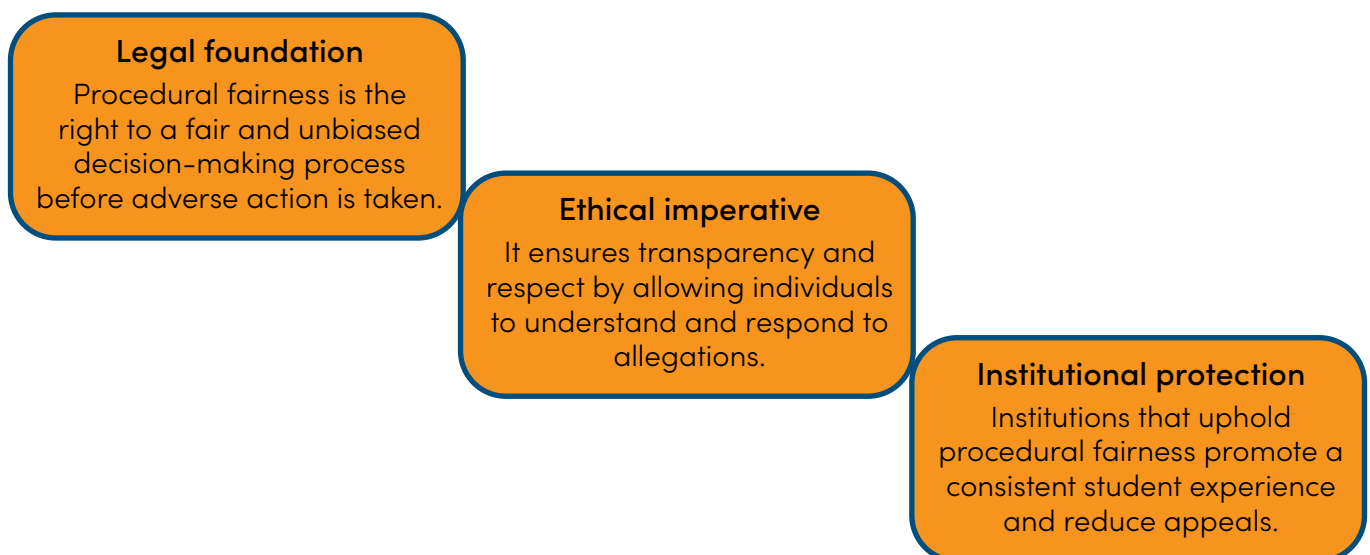 Legal foundation
Procedural fairness is the
right to a fair and unbiased
decision-making process
before adverse action is taken.
Ethical imperative
It ensures transparency and
respect by allowing individuals
to understand and respond to
allegations.
Institutional protection
Institutions that uphold
procedural fairness promote a
consistent student experience
and reduce appeals.